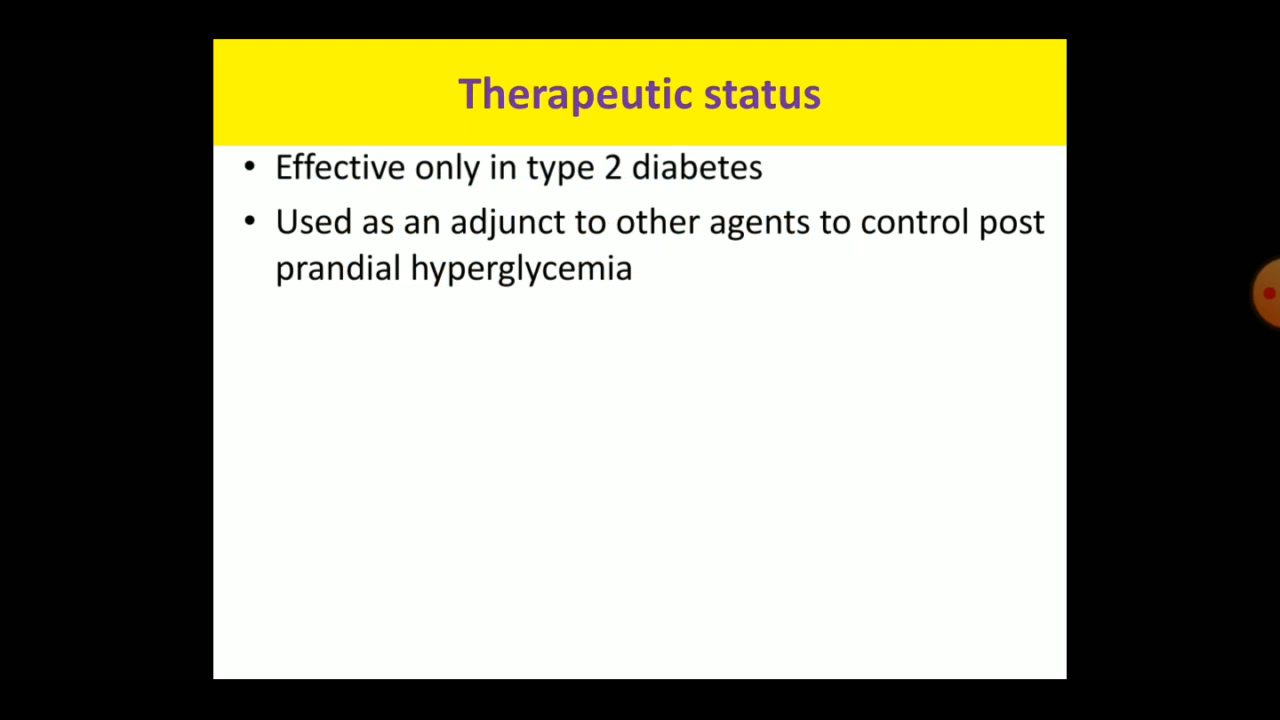 Therapeutic status
• Effective only in type 2 diabetes
• Used as an adjunct to other agents to control post
prandial hyperglycemia